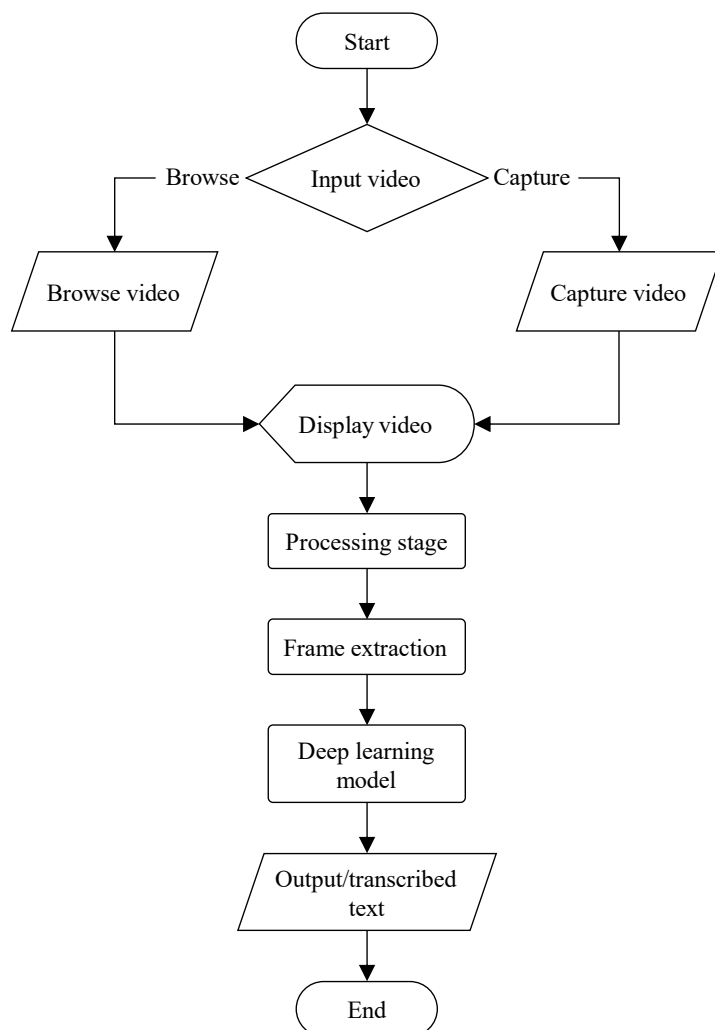 Start
Browse
Input video
Capture
Browse video
Capture video
Display video
Processing stage
Frame extraction
Deep learning
model
Output/transcribed
text
End